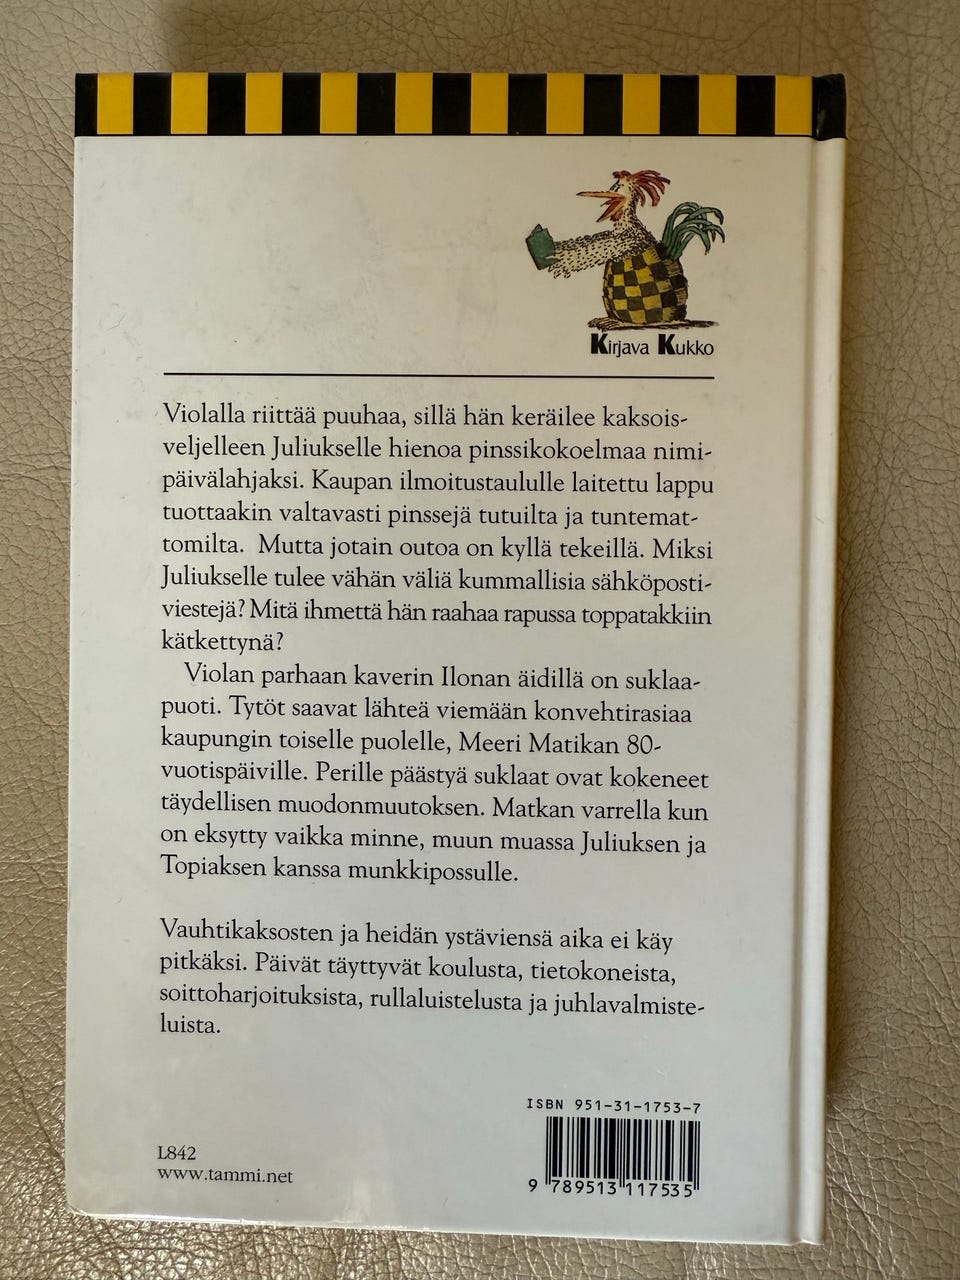 Kirjava Kukko
Violalla riittää puuhaa, sillä hän keräilee kaksois-
veljelleen Juliukselle hienoa pinssikokoelmaa nimi-
päivälahjaksi. Kaupan ilmoitustaululle laitettu lappu
tuottaakin valtavasti pinssejä tutuilta ja tuntemat-
tomilta. Mutta jotain outoa on kyllä tekeillä. Miksi
Juliukselle tulee vähän väliä kummallisia sähköposti-
viestejä? Mitä ihmettä hän raahaa rapussa toppatakkiin
kätkettynä?
Violan parhaan kaverin Ilonan äidillä on suklaa-
puoti. Tytöt saavat lähteä viemään konvehtirasiaa
kaupungin toiselle puolelle, Meeri Matikan 80-
vuotispäiville. Perille päästyä suklaat ovat kokeneet
täydellisen muodonmuutoksen. Matkan varrella kun
on eksytty vaikka minne, muun muassa Juliuksen ja
Topiaksen kanssa munkkipossulle.
Vauhtikaksosten ja heidän ystäviensä aika ei käy
pitkäksi. Päivät täyttyvät koulusta, tietokoneista,
soittoharjoituksista, rullaluistelusta ja juhlavalmiste-
luista.
ISBN 951-31-1753-7
L842
www.tammi.net
9 789513 117535